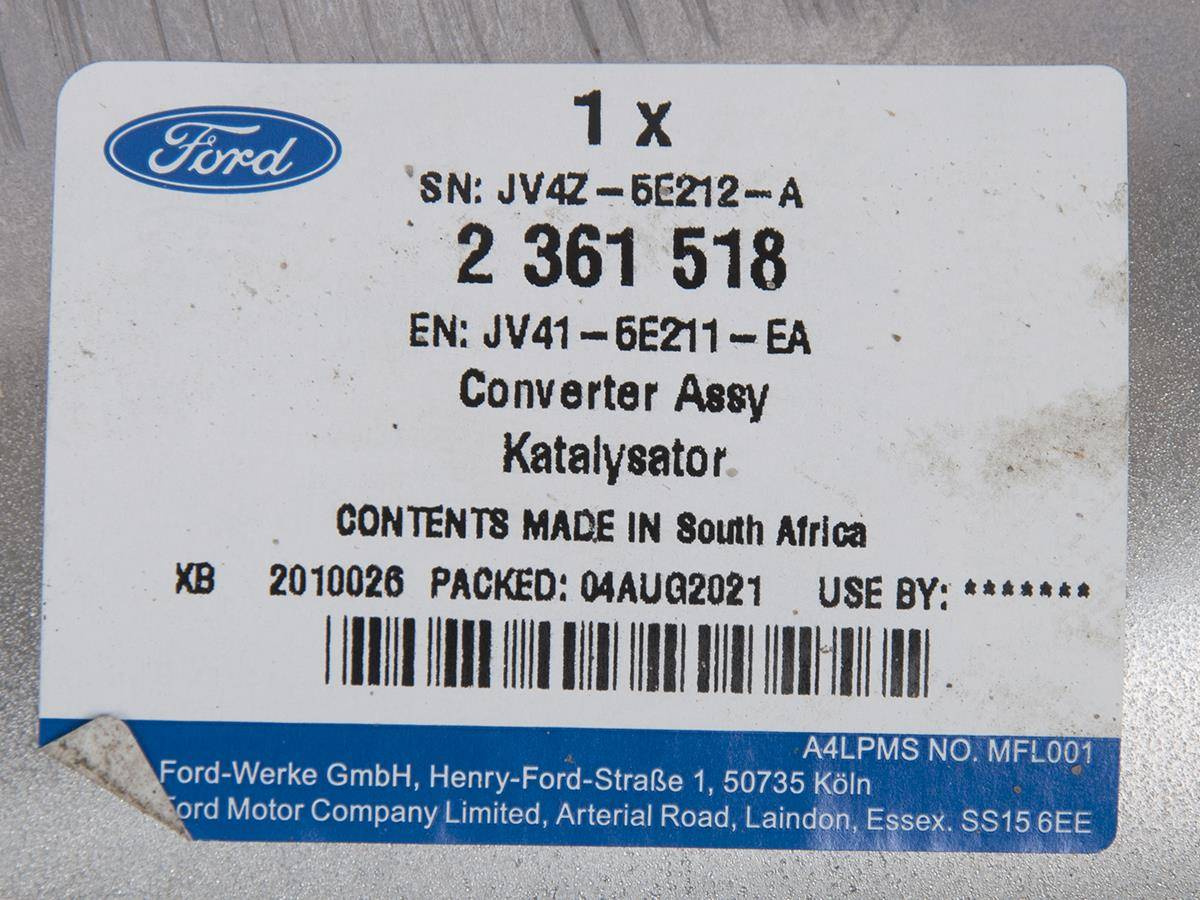 Ford
1 x
SN: JV4Z-5E212-A
2 361 518
EN: JV41-5E211-EA
Converter Assy
Katalysator
CONTENTS MADE IN South Africa
XB 2010026 PACKED: 04AUG2021 USE BY: *******
A4LPMS NO. MFL001
Ford-Werke GmbH, Henry-Ford-Straße 1, 50735 Köln
Ford Motor Company Limited, Arterial Road, Laindon, Essex. SS15 6EE